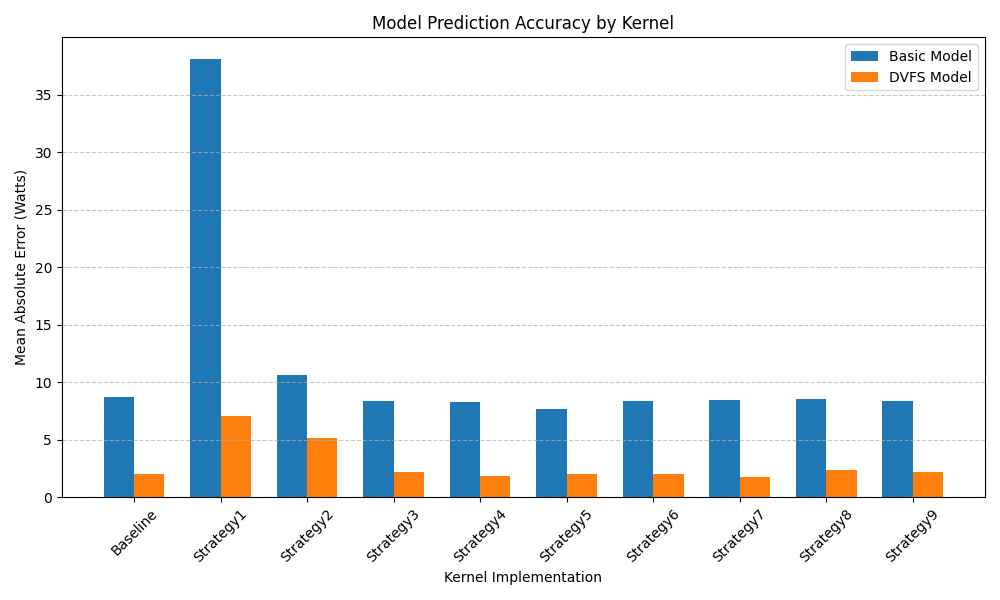 Model Prediction Accuracy by Kernel
Basic Model
DVFS Model
Mean Absolute Error (Watts)
35
30
25
20
15
10
5
0
Baseline
Strategy1
Strategy2
Strategy3
Strategy4
Strategy5
Strategy6
Strategy7
Strategy8
Strategy9
Kernel Implementation